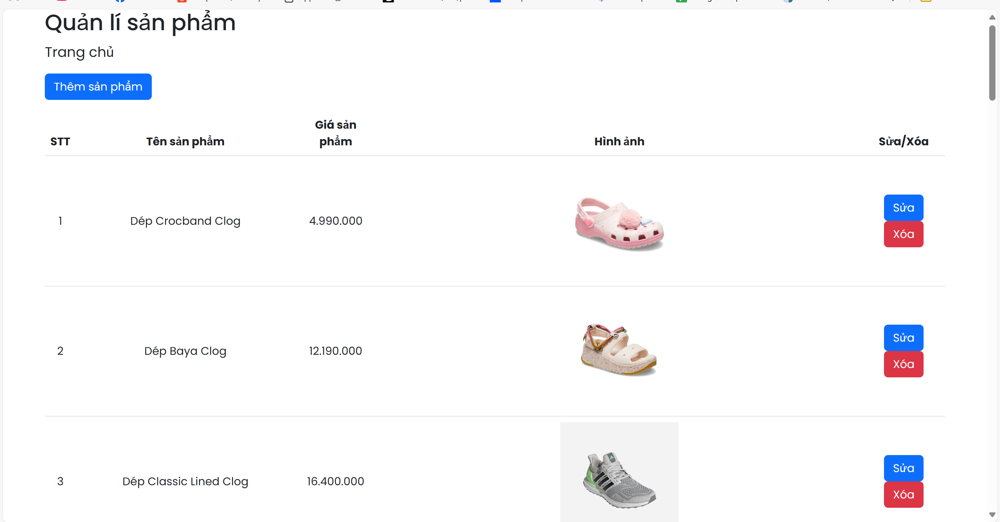 Quản lí sản phẩm
Trang chủ
Thêm sản phẩm
STT Tên sản phẩm Giá sản phẩm Hình ảnh Sửa/Xóa
1 Dép Crocband Clog 4.990.000 Sửa
Xóa
2 Dép Baya Clog 12.190.000 Sửa
Xóa
3 Dép Classic Lined Clog 16.400.000 Sửa
Xóa